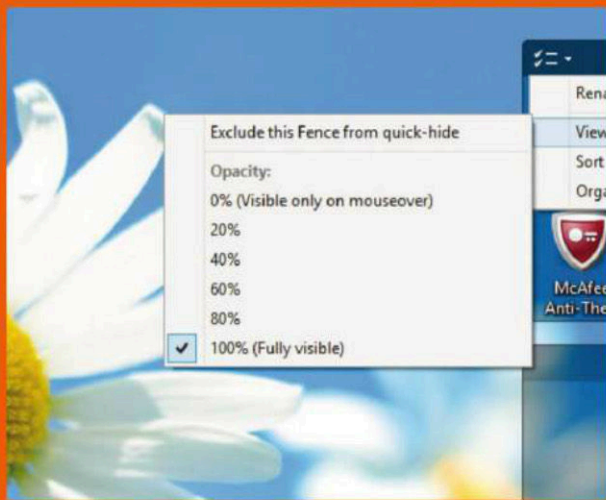 Exclude this Fence from quick-hide
Opacity:
0% (Visible only on mouseover)
20%
40%
60%
80%
100% (Fully visible)
Rena
View
Sort
Orga
McAfee
Anti-The